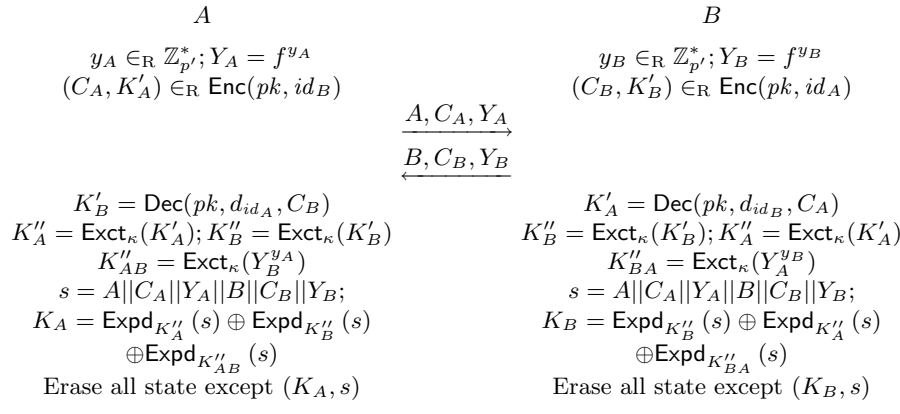 A B
y_A ∈_R ℤ*_{p′}; Y_A = f^{y_A} y_B ∈_R ℤ*_{p′}; Y_B = f^{y_B}
(C_A, K′_A) ∈_R Enc(pk, id_B) (C_B, K′_B) ∈_R Enc(pk, id_A)
A, C_A, Y_A
B, C_B, Y_B
K′_B = Dec(pk, d_{id_A}, C_B) K′_A = Dec(pk, d_{id_B}, C_A)
K″_A = Exct_κ(K′_A); K″_B = Exct_κ(K′_B) K″_B = Exct_κ(K′_B); K″_A = Exct_κ(K′_A)
K″_{AB} = Exct_κ(Y_B^{y_A}) K″_{BA} = Exct_κ(Y_A^{y_B})
s = A||C_A||Y_A||B||C_B||Y_B; s = A||C_A||Y_A||B||C_B||Y_B;
K_A = Expd_{K″_A}(s) ⊕ Expd_{K″_B}(s) K_B = Expd_{K″_B}(s) ⊕ Expd_{K″_A}(s)
⊕Expd_{K″_{AB}}(s) ⊕Expd_{K″_{BA}}(s)
Erase all state except (K_A, s) Erase all state except (K_B, s)